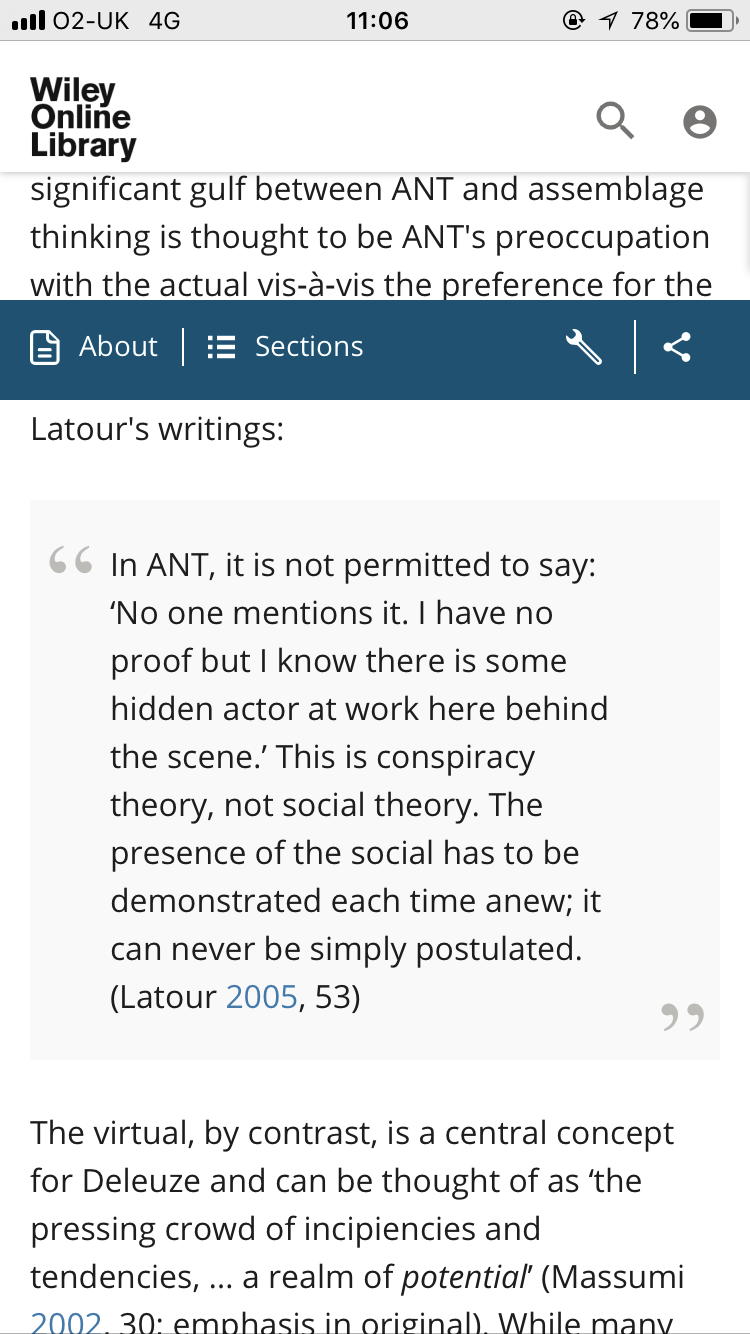 O2-UK 4G 11:06 78%
Wiley
Online
Library
significant gulf between ANT and assemblage
thinking is thought to be ANT's preoccupation
with the actual vis-à-vis the preference for the
About Sections
Latour's writings:
“ In ANT, it is not permitted to say:
‘No one mentions it. I have no
proof but I know there is some
hidden actor at work here behind
the scene.’ This is conspiracy
theory, not social theory. The
presence of the social has to be
demonstrated each time anew; it
can never be simply postulated.
(Latour 2005, 53)
”
The virtual, by contrast, is a central concept
for Deleuze and can be thought of as ‘the
pressing crowd of incipiencies and
tendencies, … a realm of potential’ (Massumi
2002, 30; emphasis in original). While many